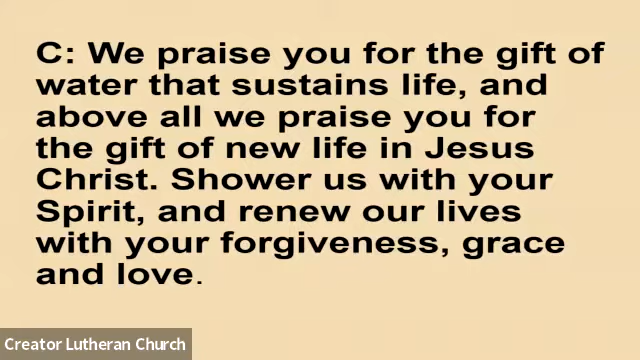 C: We praise you for the gift of
water that sustains life, and
above all we praise you for
the gift of new life in Jesus
Christ. Shower us with your
Spirit, and renew our lives
with your forgiveness, grace
and love.
Creator Lutheran Church